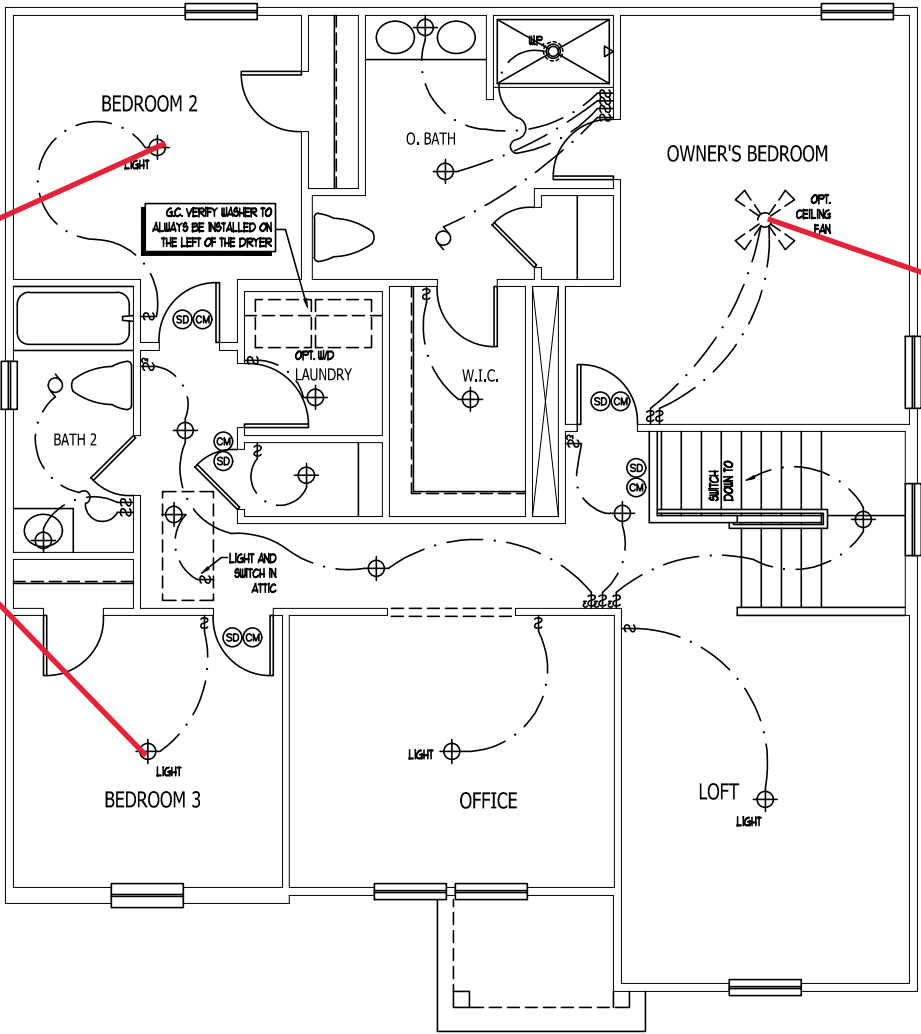 BEDROOM 2
LIGHT
G.C. VERIFY WASHER TO
ALWAYS BE INSTALLED ON
THE LEFT OF THE DRYER
O. BATH
WP
OWNER'S BEDROOM
OPT.
CEILING
FAN
SD CM
OPT. W/D
LAUNDRY
W.I.C.
SD CM
BATH 2
CM
SD
SD
CM
SWITCH
DOWN TO
LIGHT AND
SWITCH IN
ATTIC
SD CM
LIGHT
BEDROOM 3
LIGHT
OFFICE
LOFT
LIGHT